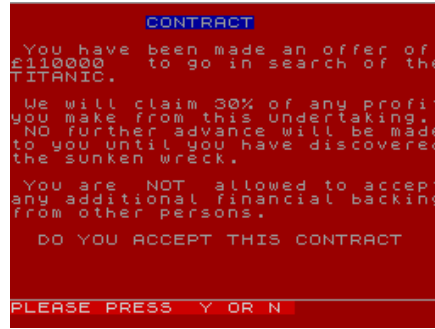 CONTRACT
You have been made an offer of
£110000 to go in search of the
TITANIC.
We will claim 30% of any profi
you make from this undertaking.
NO further advance will be made
to you until you have discovered
the sunken wreck.
You are NOT allowed to accep
any additional financial backing
from other persons.
DO YOU ACCEPT THIS CONTRACT
PLEASE PRESS Y OR N